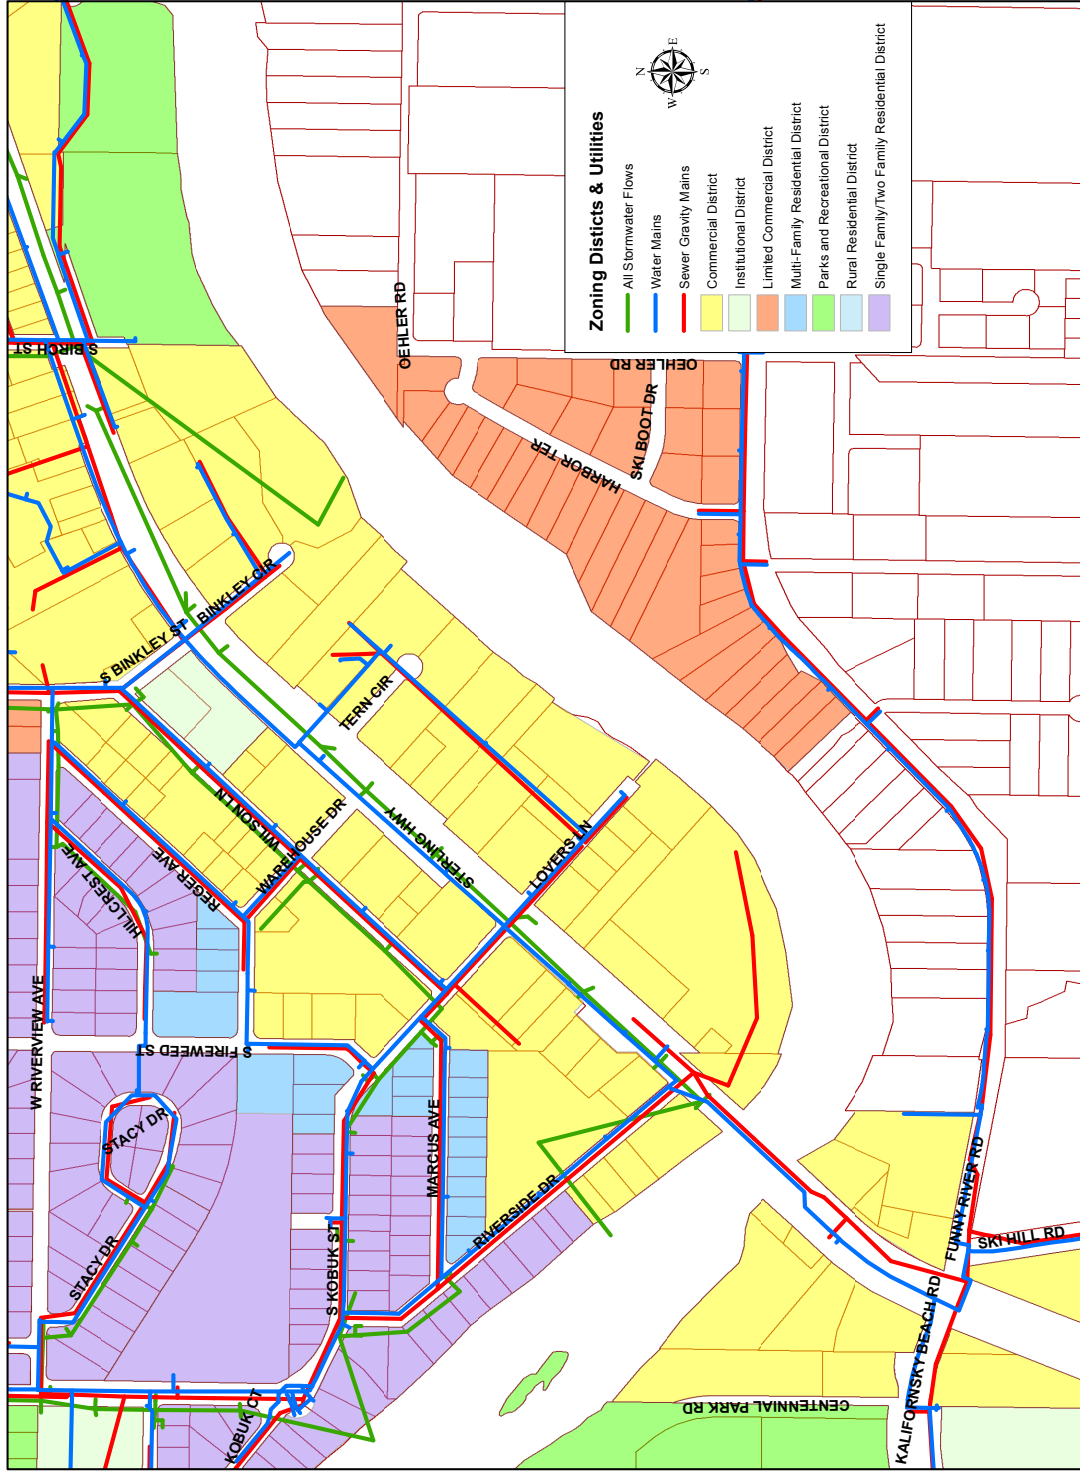 Zoning Disticts & Utilities
N
E
S
W
All Stormwater Flows
Water Mains
Sewer Gravity Mains
Commercial District
Institutional District
Limited Commercial District
Multi-Family Residential District
Parks and Recreational District
Rural Residential District
Single Family/Two Family Residential District
S BIRCH ST
OEHLER RD
OEHLER RD
SKI BOOT DR
HARBOR TER
BINKLEY CIR
S BINKLEY ST
TERN CIR
WILSON LN
WAREHOUSE DR
STERLING HWY
LOVERS LN
REGER AVE
HILLCREST AVE
W RIVERVIEW AVE
S FIREWEED ST
STACY DR
STACY DR
MARCUS AVE
RIVERSIDE DR
S KOBUK ST
KOBUK CT
FUNNY RIVER RD
SKI HILL RD
KALIFORNSKY BEACH RD
CENTENNIAL PARK RD